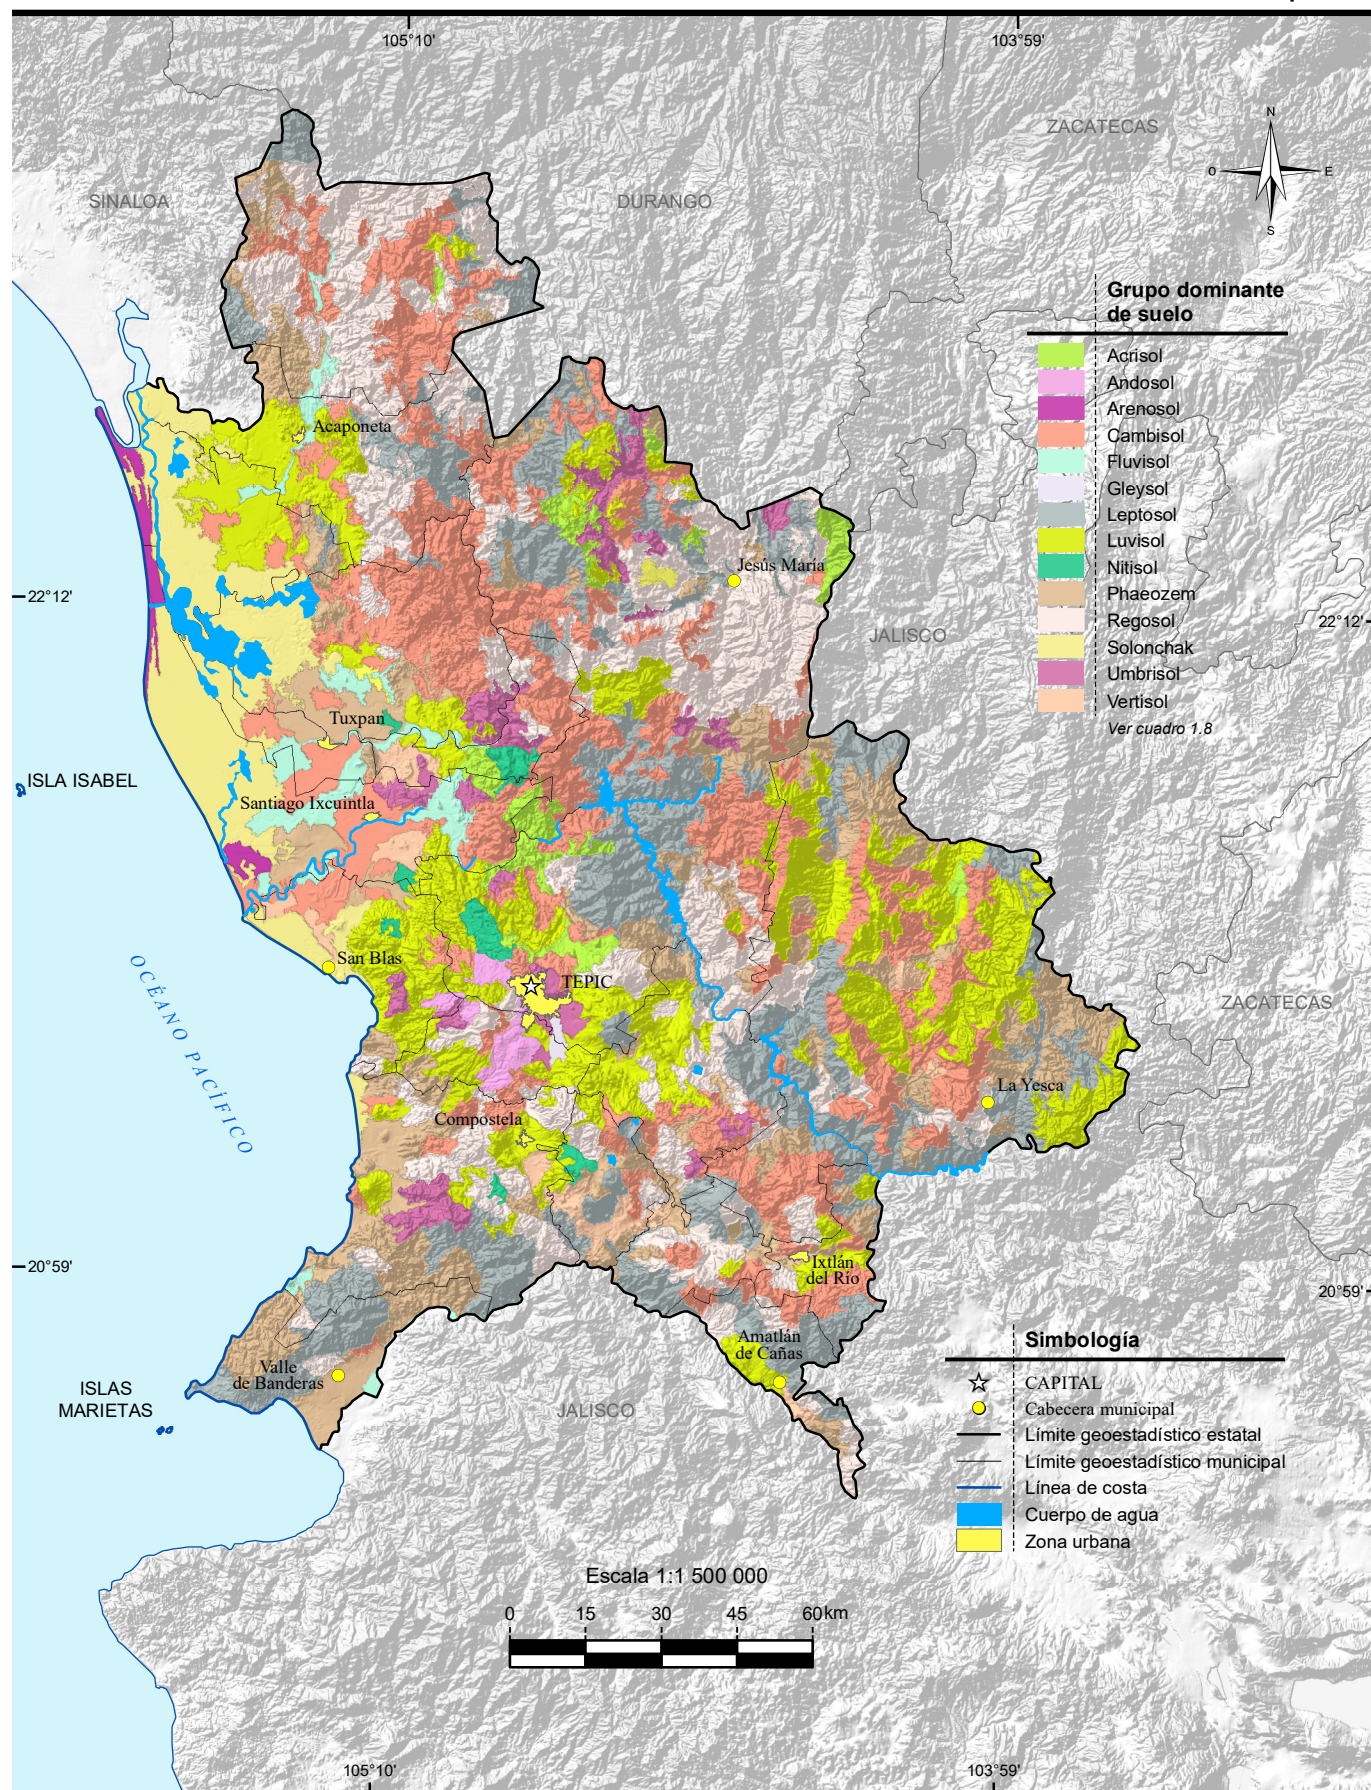 105°10'
103°59'
ZACATECAS
N
O
E
S
SINALOA
DURANGO
Grupo dominante
de suelo
Acrisol
Andosol
Arenosol
Cambisol
Fluvisol
Gleysol
Leptosol
Luvisol
Nitisol
Phaeozem
Regosol
Solonchak
Umbrisol
Vertisol
Ver cuadro 1.8
Acaponeta
Jesús María
22°12'
22°12'
JALISCO
Tuxpan
ISLA ISABEL
Santiago Ixcuintla
San Blas
TEPIC
OCÉANO PACÍFICO
ZACATECAS
La Yesca
Compostela
20°59'
Ixtlán
del Río
20°59'
Amatlán
de Cañas
Valle
de Banderas
ISLAS
MARIETAS
JALISCO
Simbología
CAPITAL
Cabecera municipal
Límite geoestadístico estatal
Límite geoestadístico municipal
Línea de costa
Cuerpo de agua
Zona urbana
Escala 1:1 500 000
0 15 30 45 60 km
105°10'
103°59'